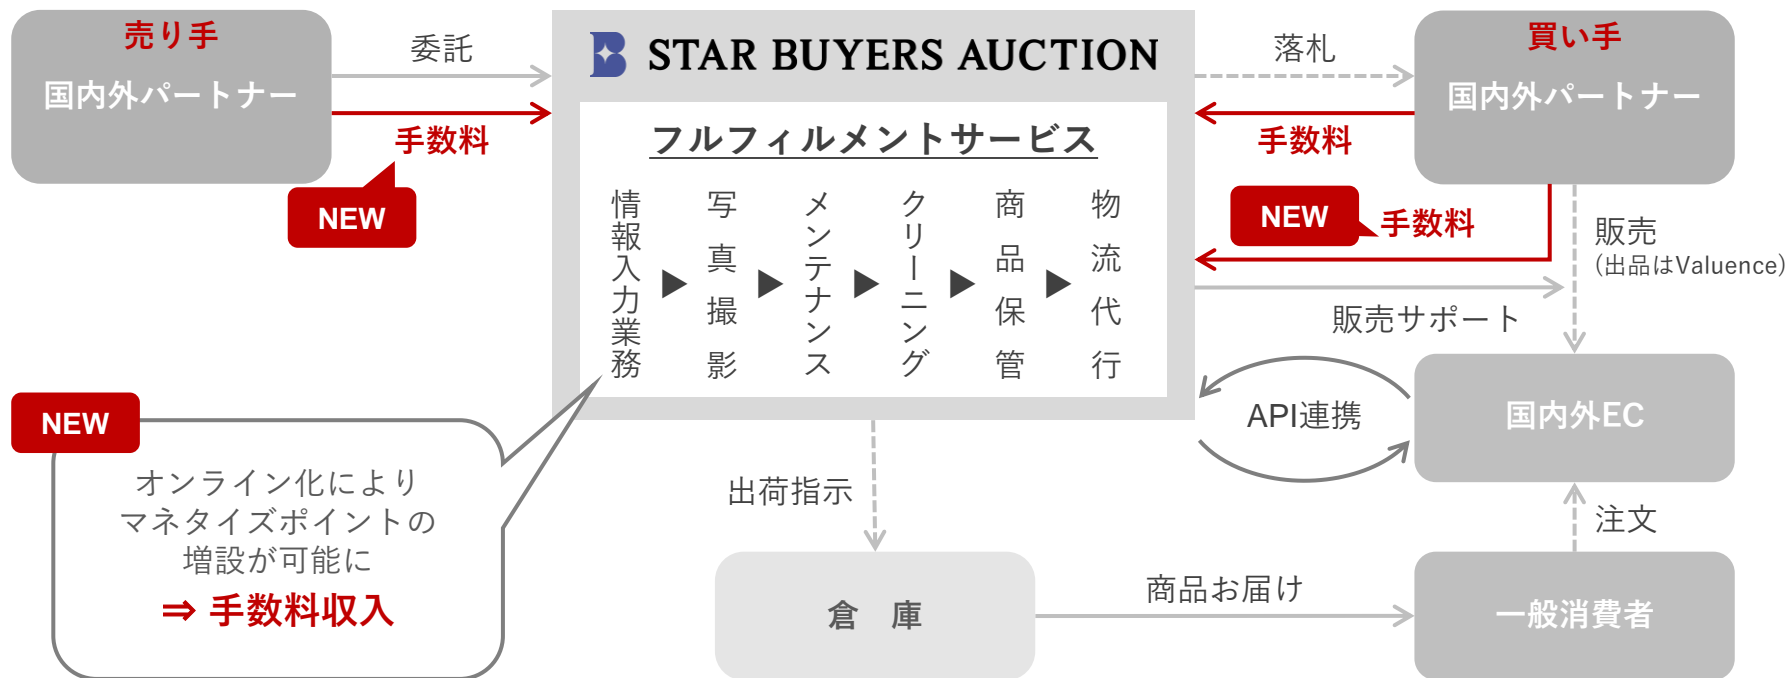 売り手
国内外パートナー
委託
手数料
NEW
STAR BUYERS AUCTION
フルフィルメントサービス
情報入力業務
写真撮影
メンテナンス
クリーニング
商品保管
物流代行
落札
手数料
買い手
国内外パートナー
NEW
手数料
販売
(出品はValuence)
販売サポート
API連携
国内外EC
NEW
オンライン化により
マネタイズポイントの
増設が可能に
⇒ 手数料収入
出荷指示
注文
倉　庫
商品お届け
一般消費者